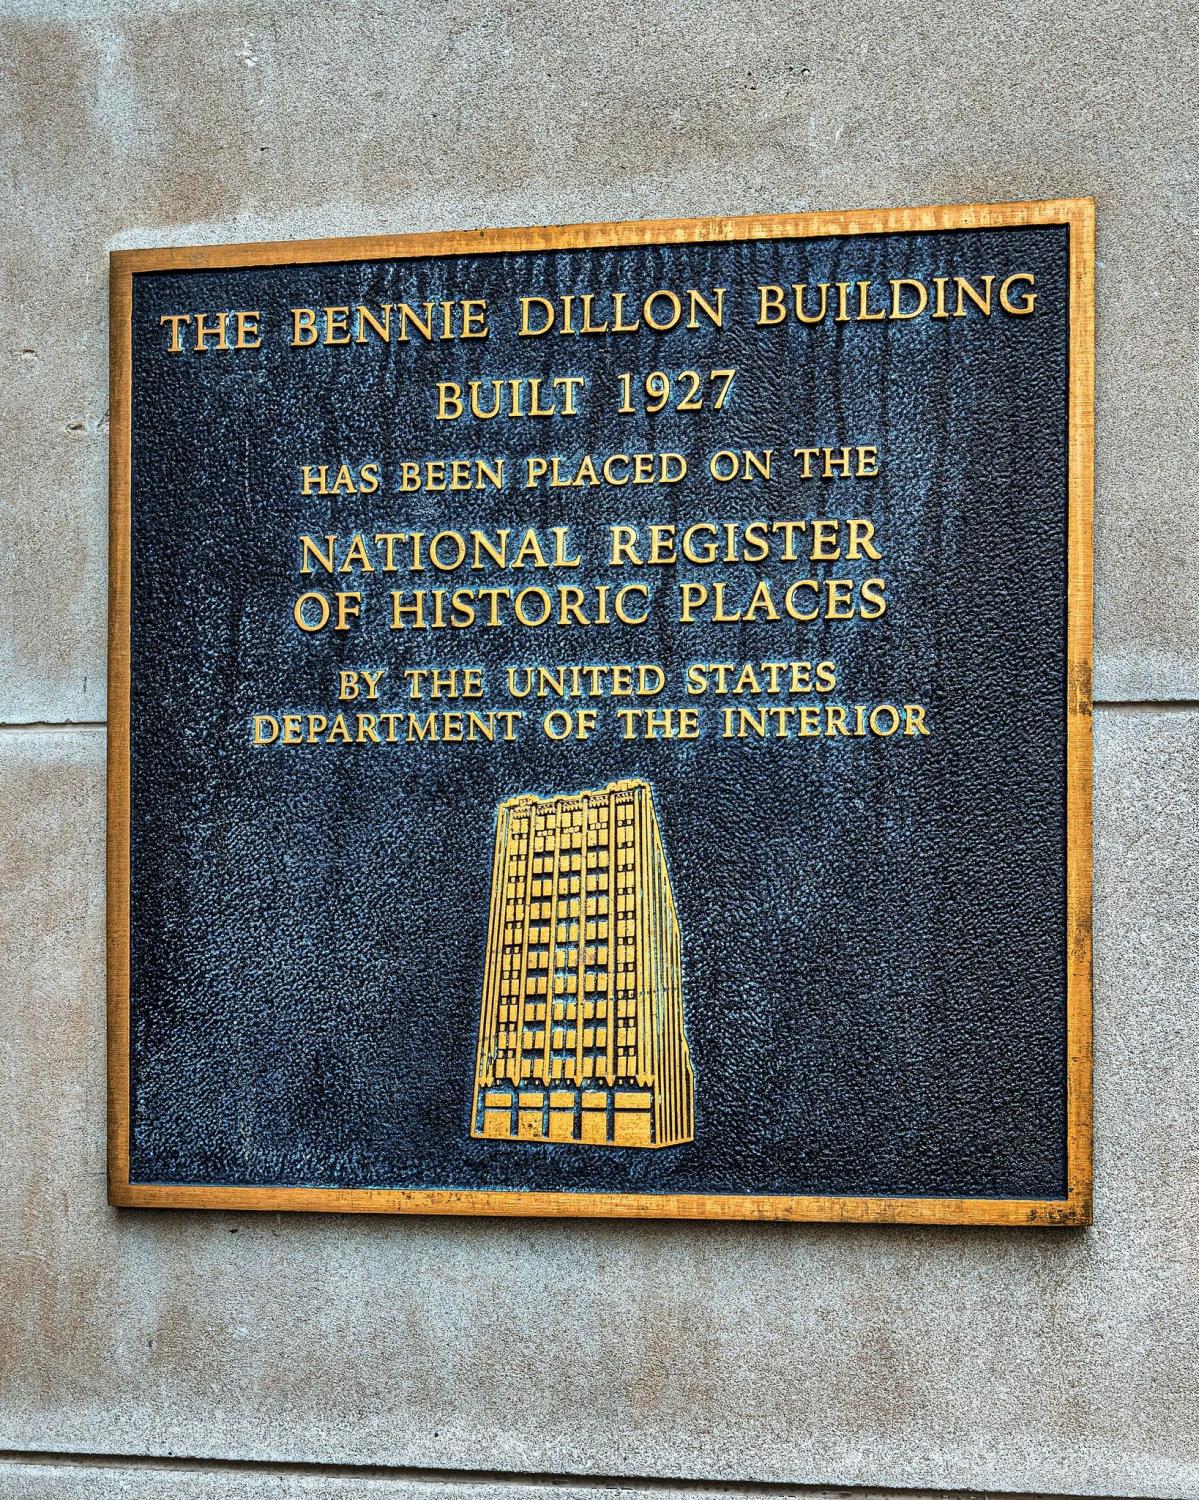 THE BENNIE DILLON BUILDING
BUILT 1927
HAS BEEN PLACED ON THE
NATIONAL REGISTER
OF HISTORIC PLACES
BY THE UNITED STATES
DEPARTMENT OF THE INTERIOR